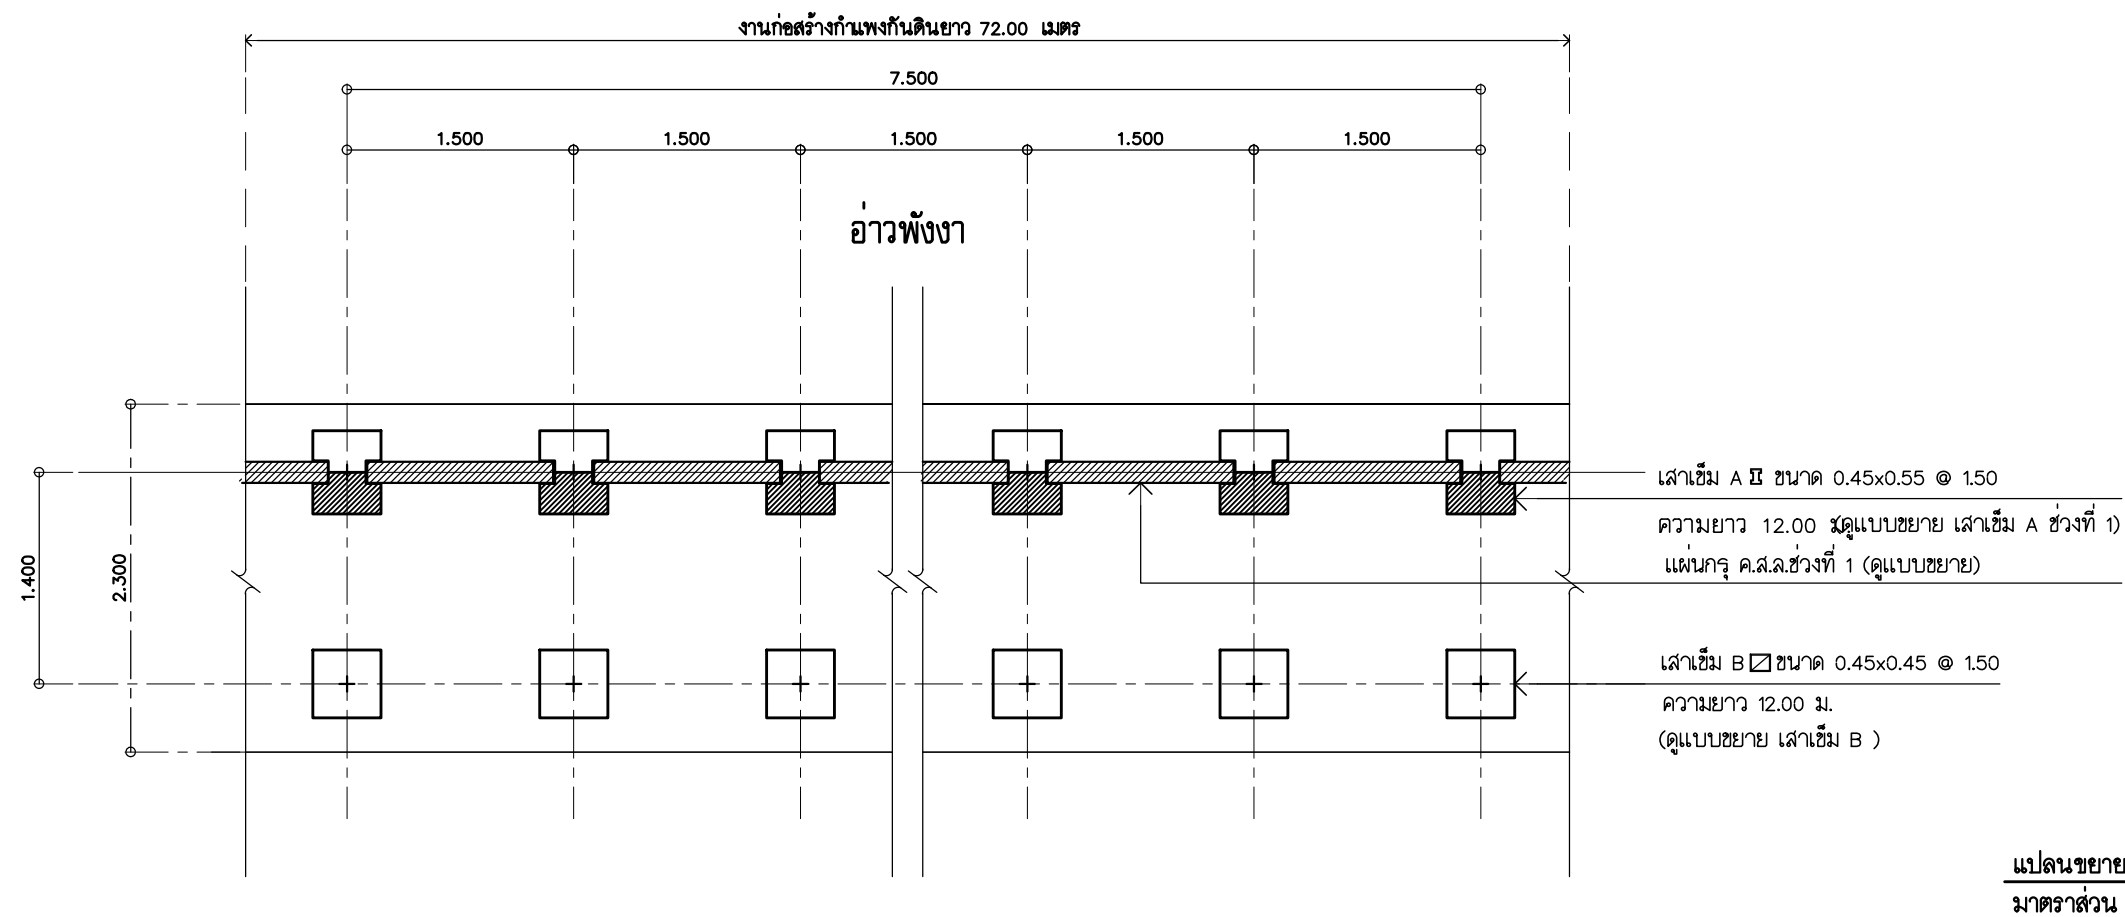 งานก่อสร้างกำแพงกันดินยาว 72.00 เมตร
7.500
1.500 1.500 1.500 1.500 1.500
อ่าวพังงา
1.400
2.300
เสาเข็ม A ขนาด 0.45x0.55 @ 1.50
ความยาว 12.00 ม.(ดูแบบขยาย เสาเข็ม A ช่วงที่ 1)
แผ่นกรุ ค.ส.ล.ช่วงที่ 1 (ดูแบบขยาย)
เสาเข็ม B ขนาด 0.45x0.45 @ 1.50
ความยาว 12.00 ม.
(ดูแบบขยาย เสาเข็ม B )
แปลนขยาย
มาตราส่วน